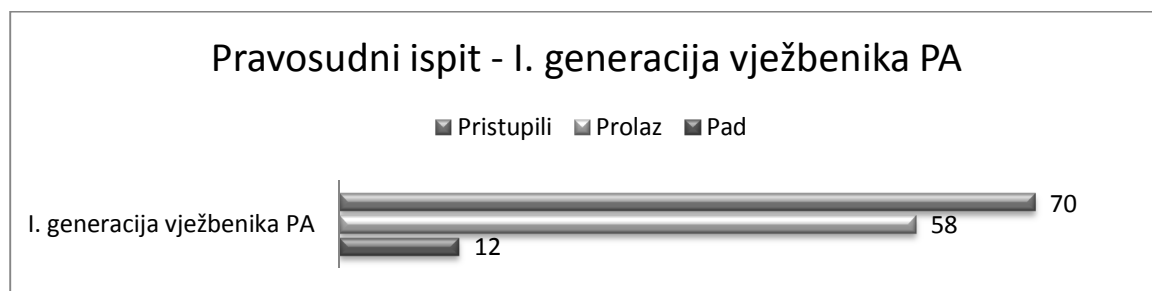 Pravosudni ispit - I. generacija vježbenika PA
Pristupili Prolaz Pad
I. generacija vježbenika PA
70
58
12